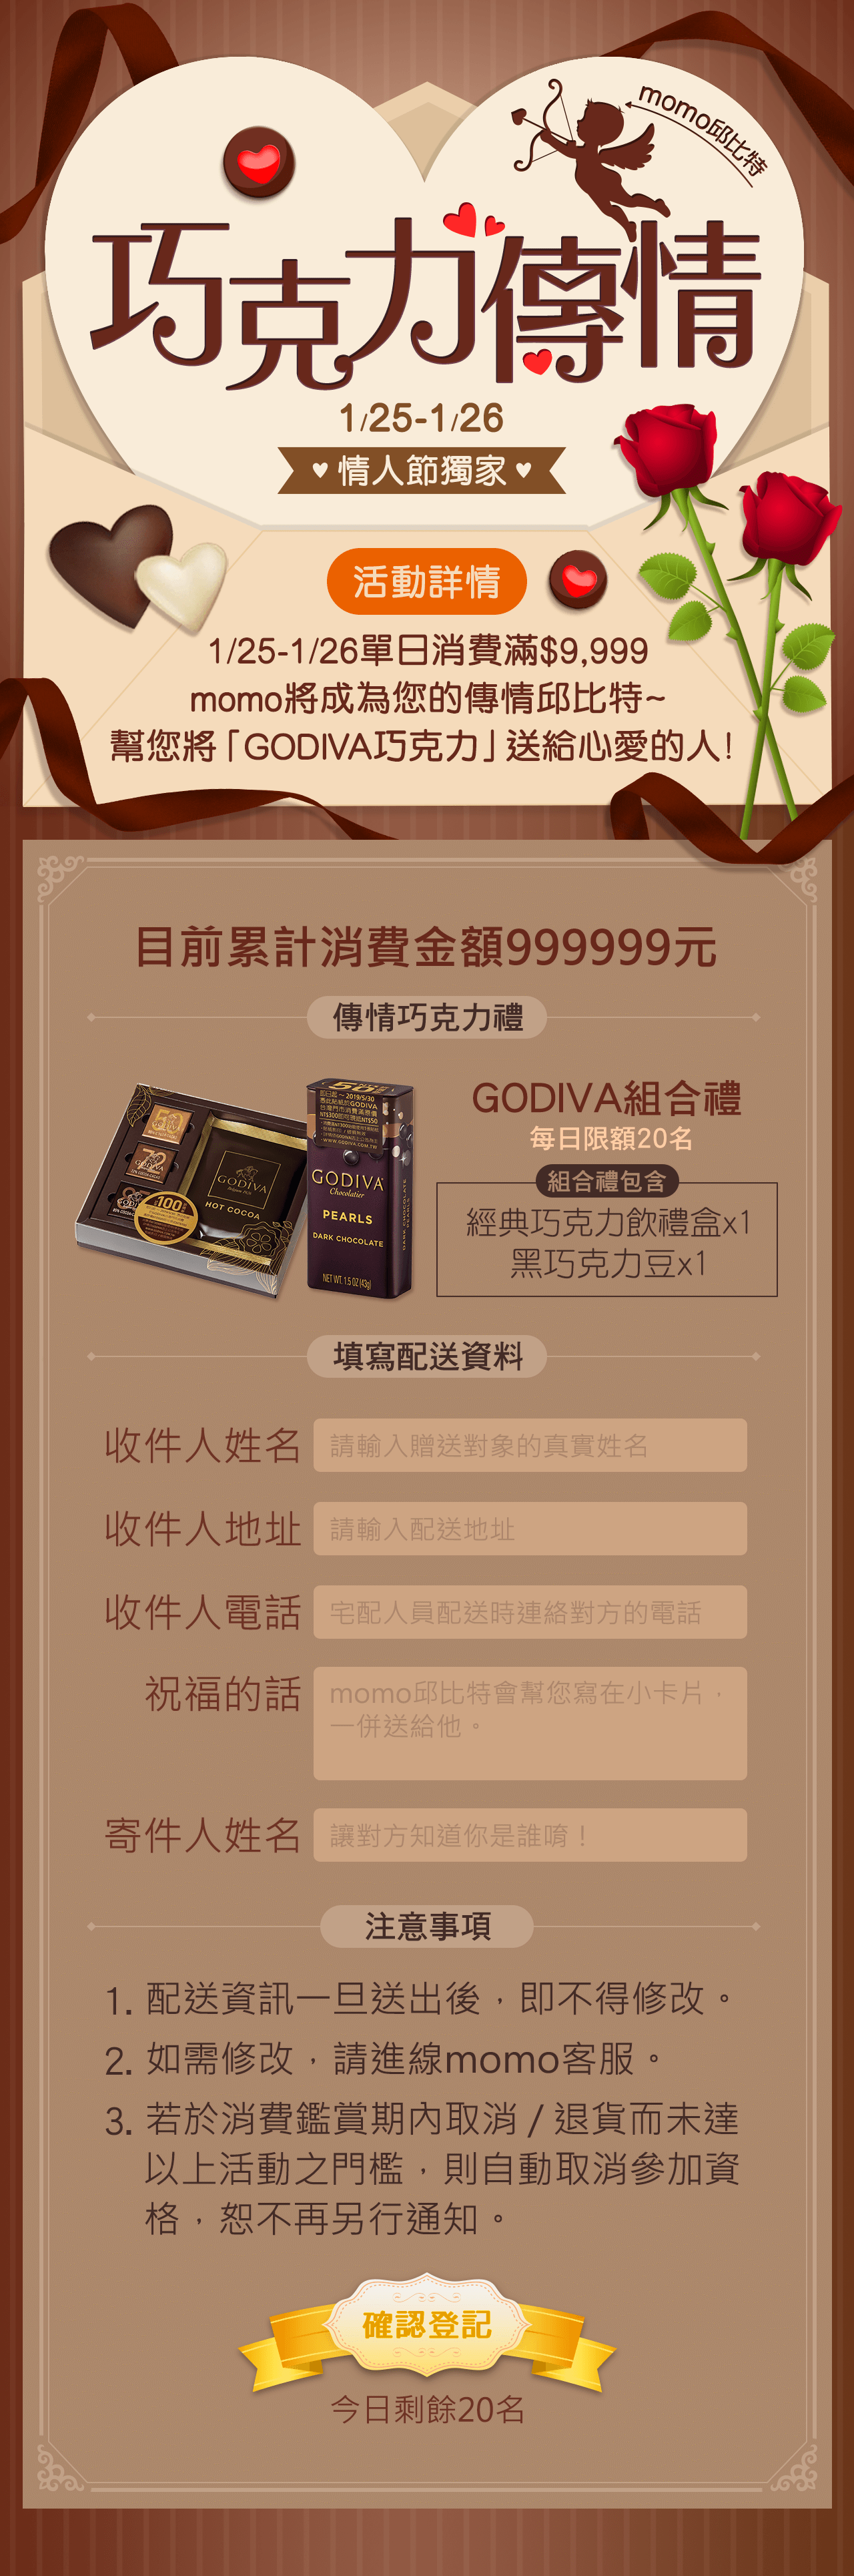 momo邱比特
巧克力傳情
1/25-1/26
情人節獨家
活動詳情
1/25-1/26單日消費滿$9,999
momo將成為您的傳情邱比特~
幫您將「GODIVA巧克力」送給心愛的人!
目前累計消費金額999999元
傳情巧克力禮
GODIVA
HOT COCOA
$100
GODIVA
Chocolatier
PEARLS
DARK CHOCOLATE
NET WT. 1.5 OZ (43g)
GODIVA組合禮
每日限額20名
組合禮包含
經典巧克力飲禮盒x1
黑巧克力豆x1
填寫配送資料
收件人姓名 請輸入贈送對象的真實姓名
收件人地址 請輸入配送地址
收件人電話 宅配人員配送時連絡對方的電話
祝福的話 momo邱比特會幫您寫在小卡片，
一併送給他。
寄件人姓名 讓對方知道你是誰唷！
注意事項
1. 配送資訊一旦送出後，即不得修改。
2. 如需修改，請進線momo客服。
3. 若於消費鑑賞期內取消 / 退貨而未達
以上活動之門檻，則自動取消參加資
格，恕不再另行通知。
確認登記
今日剩餘20名